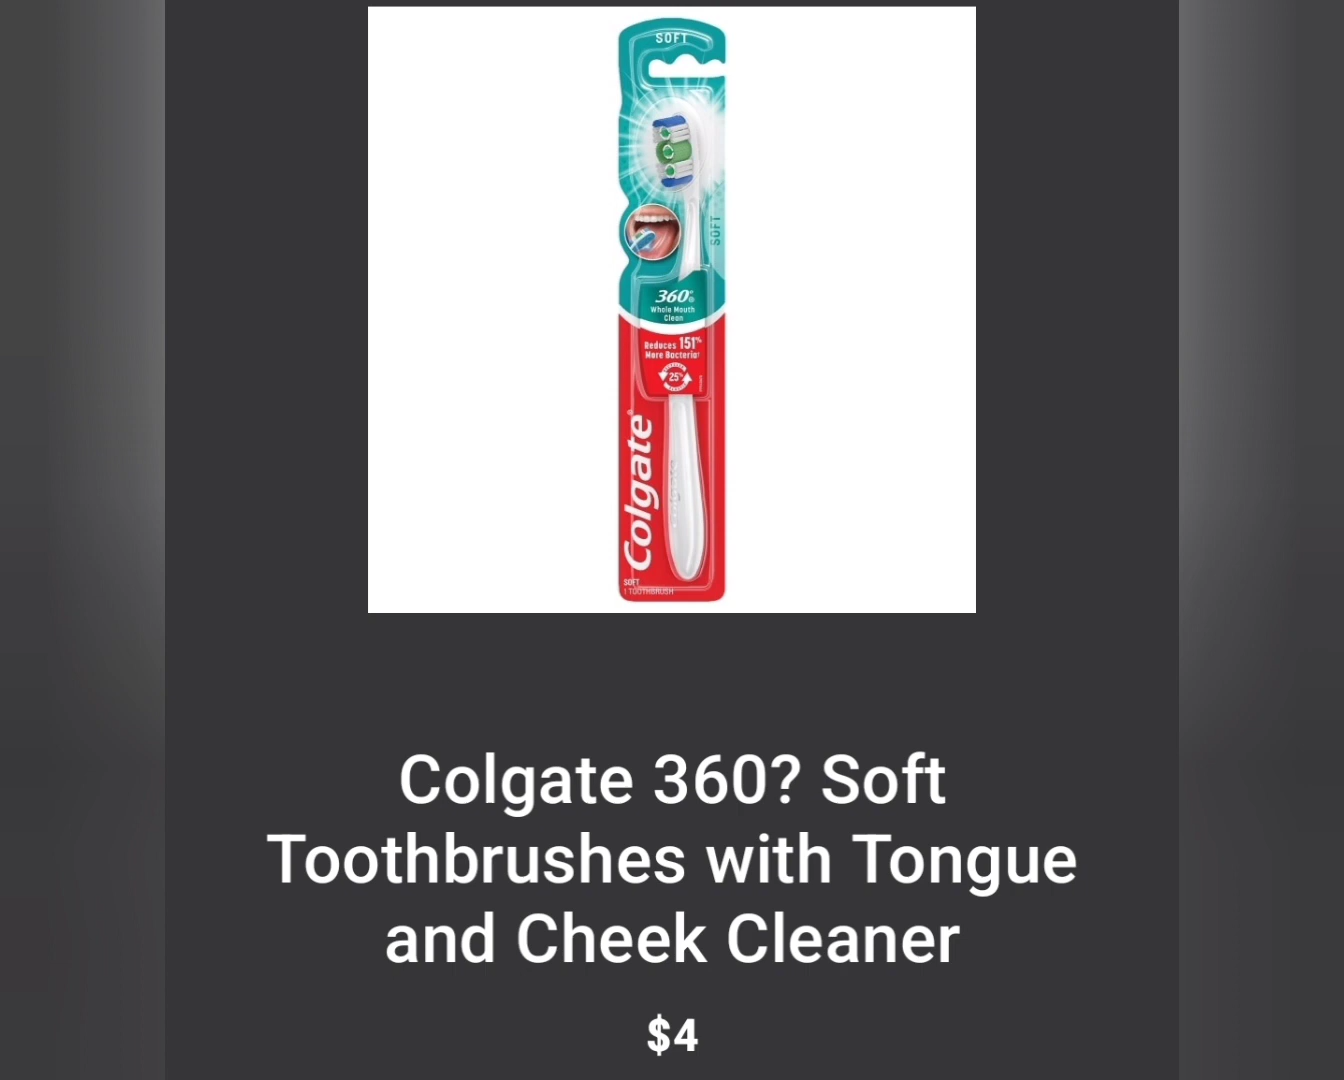 SOFT
SOFT
360°
Whole Mouth
Clean
Reduces 151%
More Bacteria†
25%
Colgate®
SOFT
1 TOOTHBRUSH
Colgate 360? Soft
Toothbrushes with Tongue
and Cheek Cleaner
$4